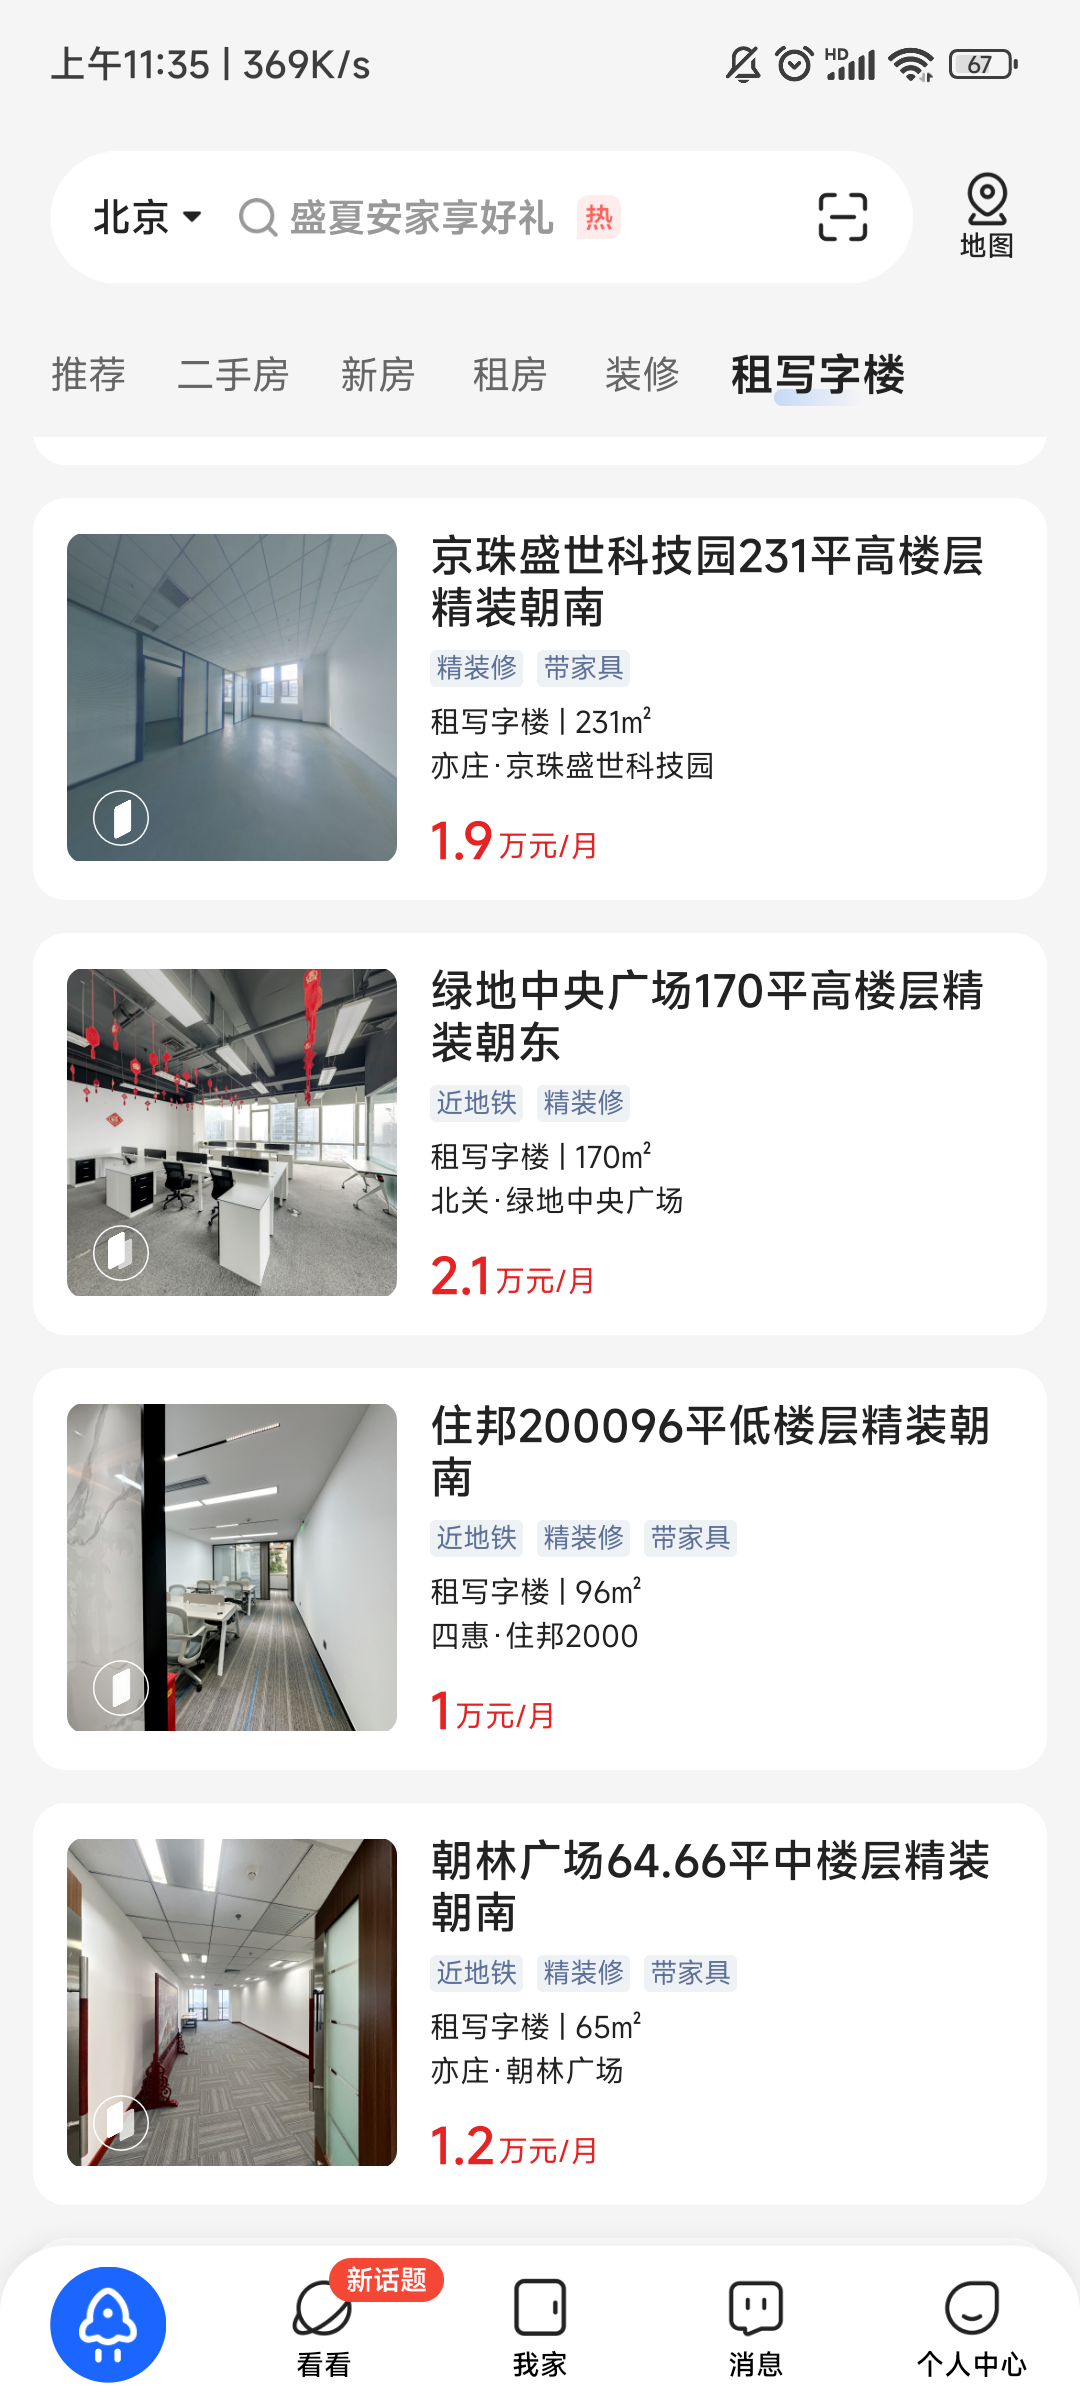 上午11:35 | 369K/s
HD
67
北京
盛夏安家享好礼 热
地图
推荐 二手房 新房 租房 装修 租写字楼
京珠盛世科技园231平高楼层
精装朝南
精装修 带家具
租写字楼 | 231m²
亦庄·京珠盛世科技园
1.9万元/月
绿地中央广场170平高楼层精
装朝东
近地铁 精装修
租写字楼 | 170m²
北关·绿地中央广场
2.1万元/月
住邦200096平低楼层精装朝
南
近地铁 精装修 带家具
租写字楼 | 96m²
四惠·住邦2000
1万元/月
朝林广场64.66平中楼层精装
朝南
近地铁 精装修 带家具
租写字楼 | 65m²
亦庄·朝林广场
1.2万元/月
新话题
看看 我家 消息 个人中心